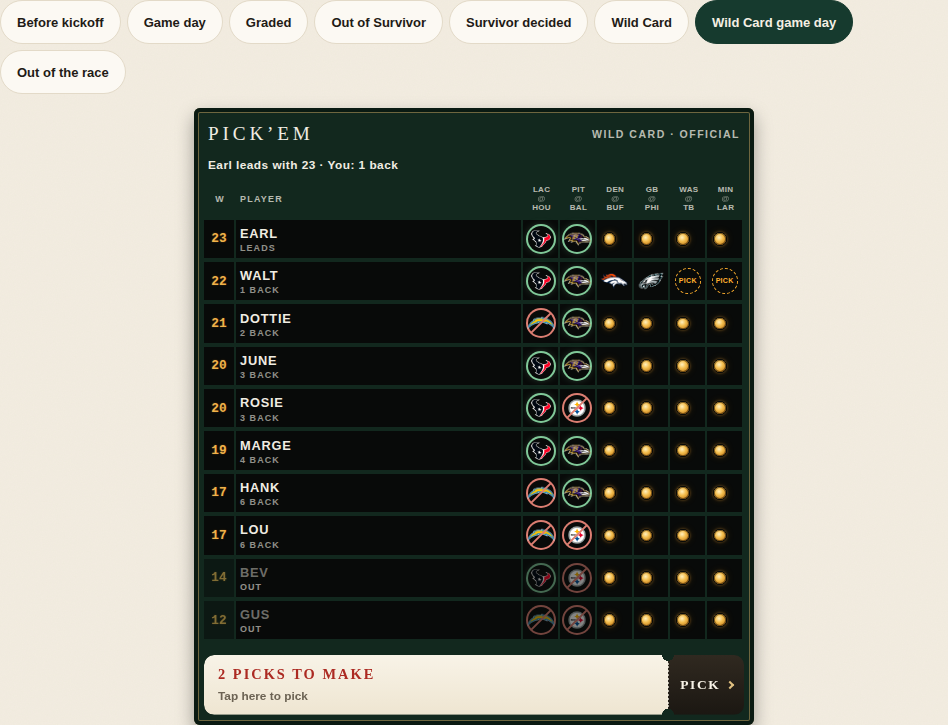 Before kickoff
Game day
Graded
Out of Survivor
Survivor decided
Wild Card
Wild Card game day
Out of the race
PICK’EM
WILD CARD · OFFICIAL
Earl leads with 23 · You: 1 back
W PLAYER LAC @ HOU PIT @ BAL DEN @ BUF GB @ PHI WAS @ TB MIN @ LAR
23 EARL
LEADS
22 WALT
1 BACK
PICK PICK
21 DOTTIE
2 BACK
20 JUNE
3 BACK
20 ROSIE
3 BACK
19 MARGE
4 BACK
17 HANK
6 BACK
17 LOU
6 BACK
14 BEV
OUT
12 GUS
OUT
2 PICKS TO MAKE
Tap here to pick
PICK